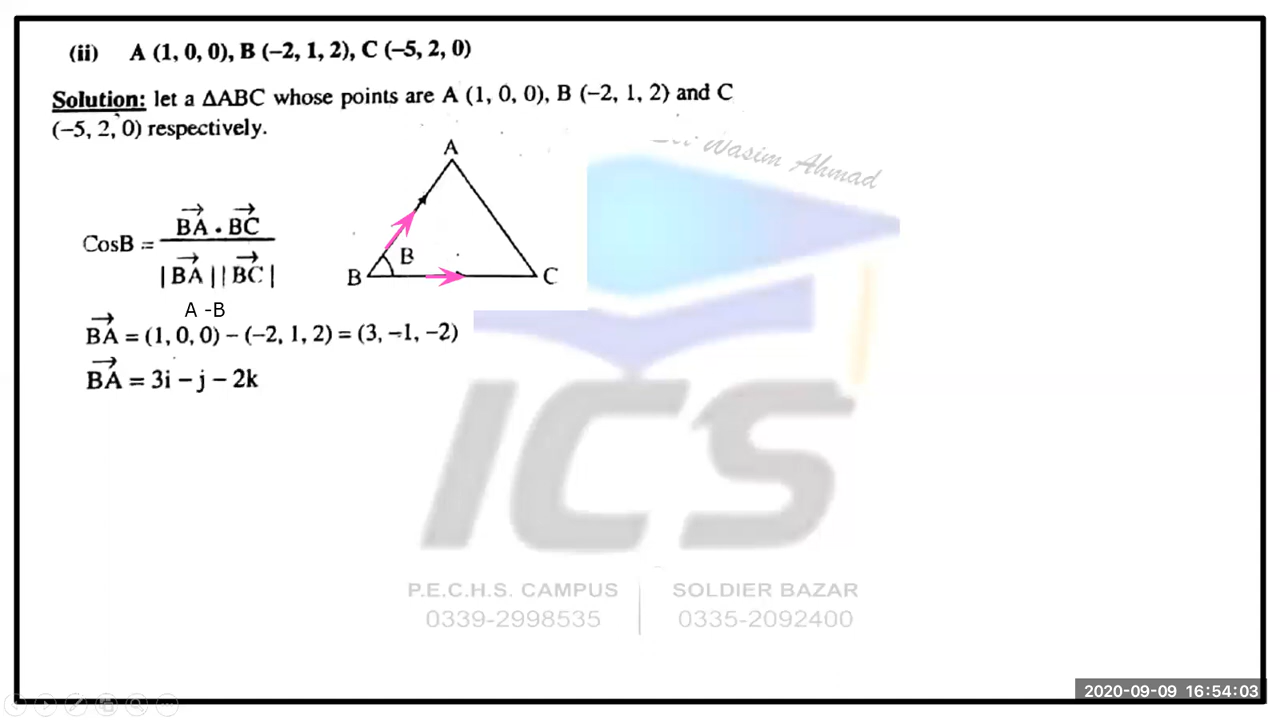 (ii) A (1, 0, 0), B (–2, 1, 2), C (–5, 2, 0)
Solution: let a ΔABC whose points are A (1, 0, 0), B (–2, 1, 2) and C
(–5, 2, 0) respectively.
Wasim Ahmad
A
B
B
C
CosB = BA . BC
| BA | | BC |
A -B
BA = (1, 0, 0) – (–2, 1, 2) = (3, –1, –2)
BA = 3i – j – 2k
ICS
P.E.C.H.S. CAMPUS
0339-2998535
SOLDIER BAZAR
0335-2092400
2020-09-09 16:54:03